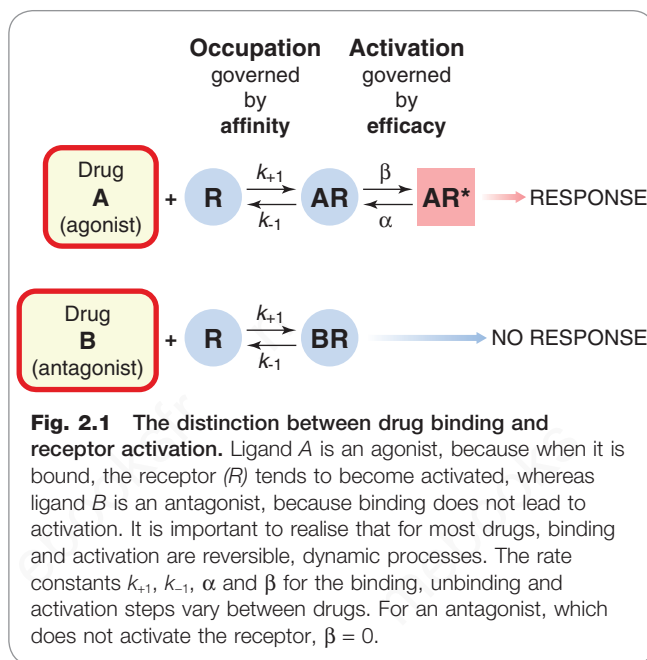 Occupation
governed
by
affinity
Activation
governed
by
efficacy
Drug
A
(agonist)
+
R
k+1
k-1
AR
β
α
AR*
RESPONSE
Drug
B
(antagonist)
+
R
k+1
k-1
BR
NO RESPONSE
Fig. 2.1 The distinction between drug binding and
receptor activation. Ligand A is an agonist, because when it is
bound, the receptor (R) tends to become activated, whereas
ligand B is an antagonist, because binding does not lead to
activation. It is important to realise that for most drugs, binding
and activation are reversible, dynamic processes. The rate
constants k+1, k−1, α and β for the binding, unbinding and
activation steps vary between drugs. For an antagonist, which
does not activate the receptor, β = 0.